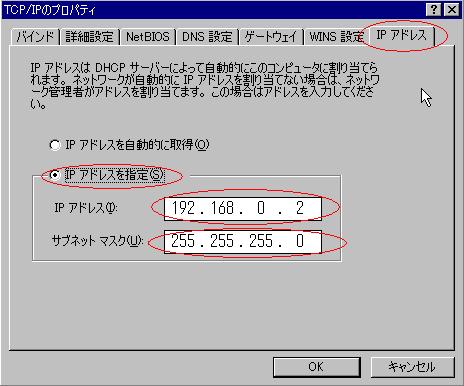 TCP/IPのプロパティ
バインド 詳細設定 NetBIOS DNS 設定 ゲートウェイ WINS 設定 IP アドレス
IP アドレスは DHCP サーバーによって自動的にこのコンピュータに割り当てら
れます。ネットワークが自動的に IP アドレスを割り当てない場合は、ネットワ
ーク管理者がアドレスを割り当てます。この場合はアドレスを入力してくださ
い。
IP アドレスを自動的に取得(O)
IP アドレスを指定(S)
IP アドレス(I): 192.168.0.2
サブネット マスク(U): 255.255.255.0
OK キャンセル